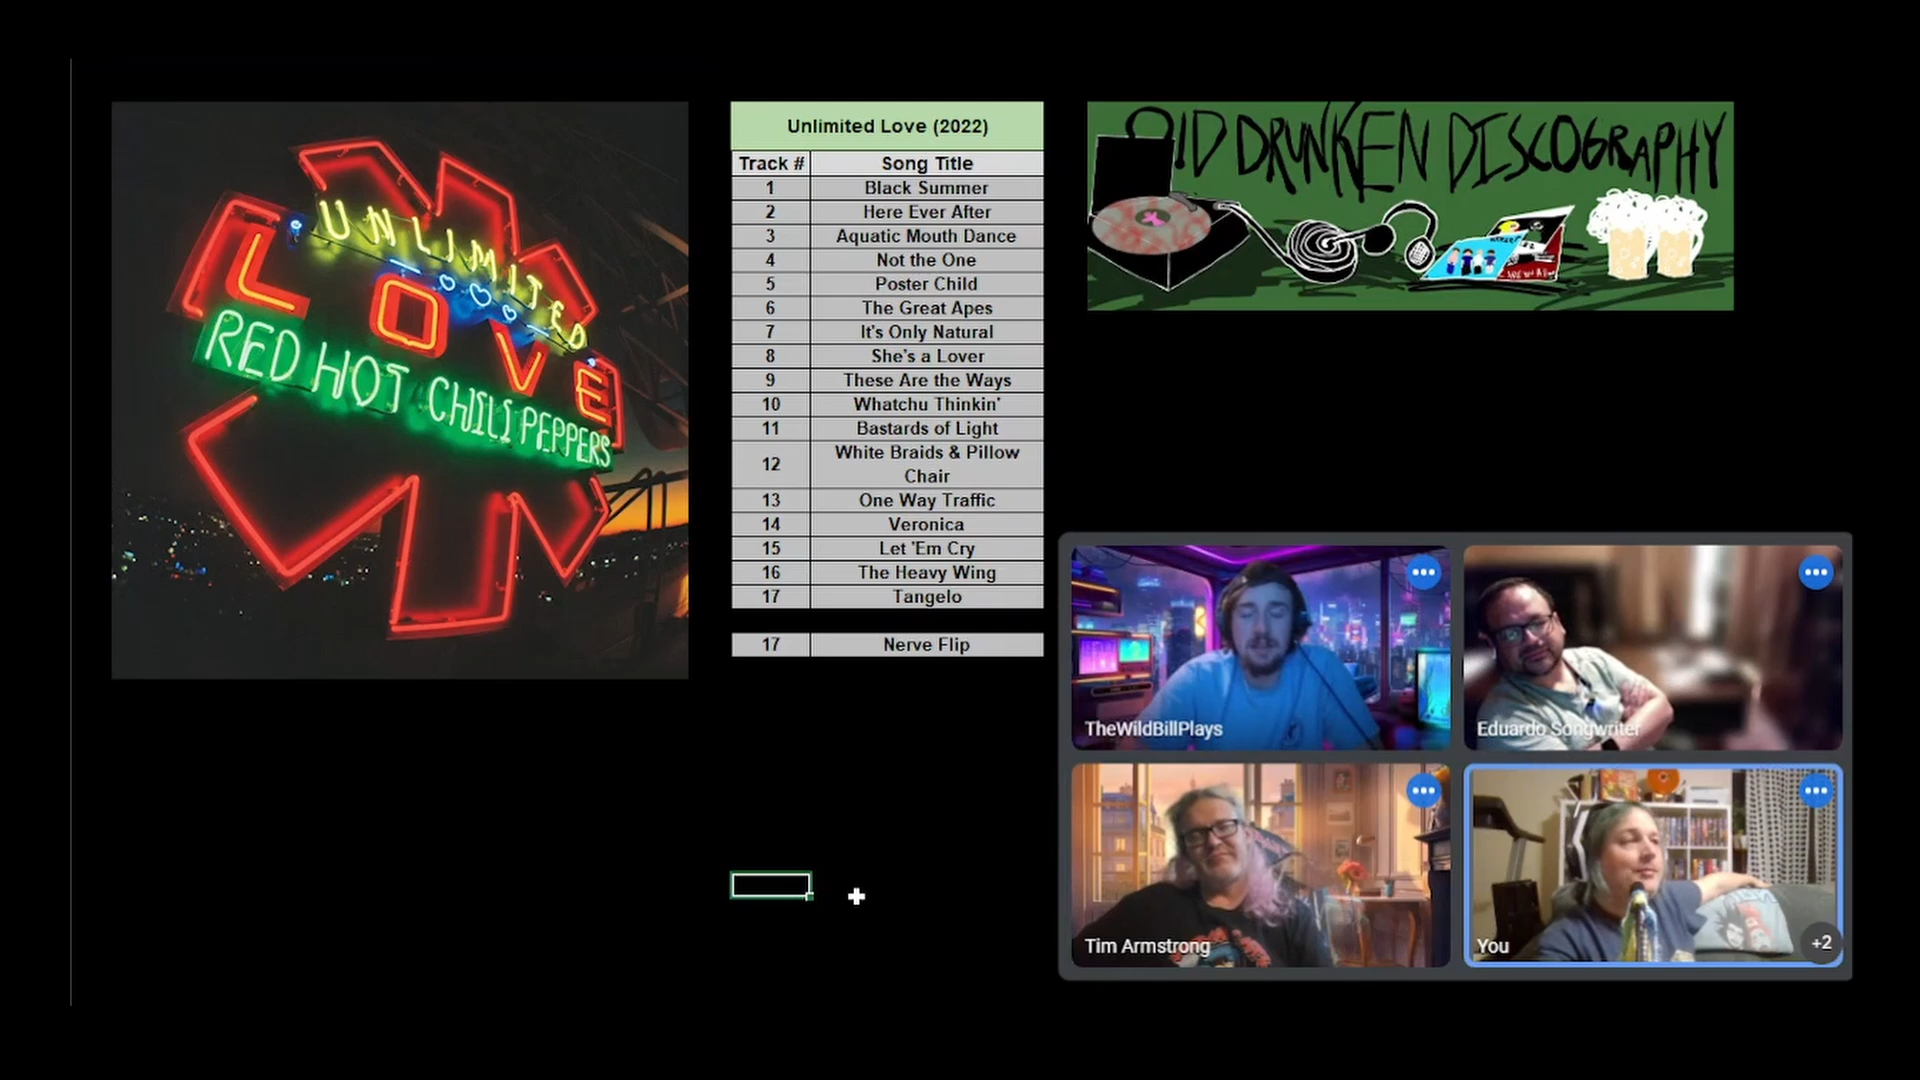 UNLIMITED
LOVE
RED HOT CHILI PEPPERS
Unlimited Love (2022)
Track # Song Title
1 Black Summer
2 Here Ever After
3 Aquatic Mouth Dance
4 Not the One
5 Poster Child
6 The Great Apes
7 It's Only Natural
8 She's a Lover
9 These Are the Ways
10 Whatchu Thinkin'
11 Bastards of Light
12 White Braids & Pillow
Chair
13 One Way Traffic
14 Veronica
15 Let 'Em Cry
16 The Heavy Wing
17 Tangelo
17 Nerve Flip
DRUNKEN DISCOGRAPHY
TheWildBillPlays
Eduardo Songwriter
Tim Armstrong
You
+2